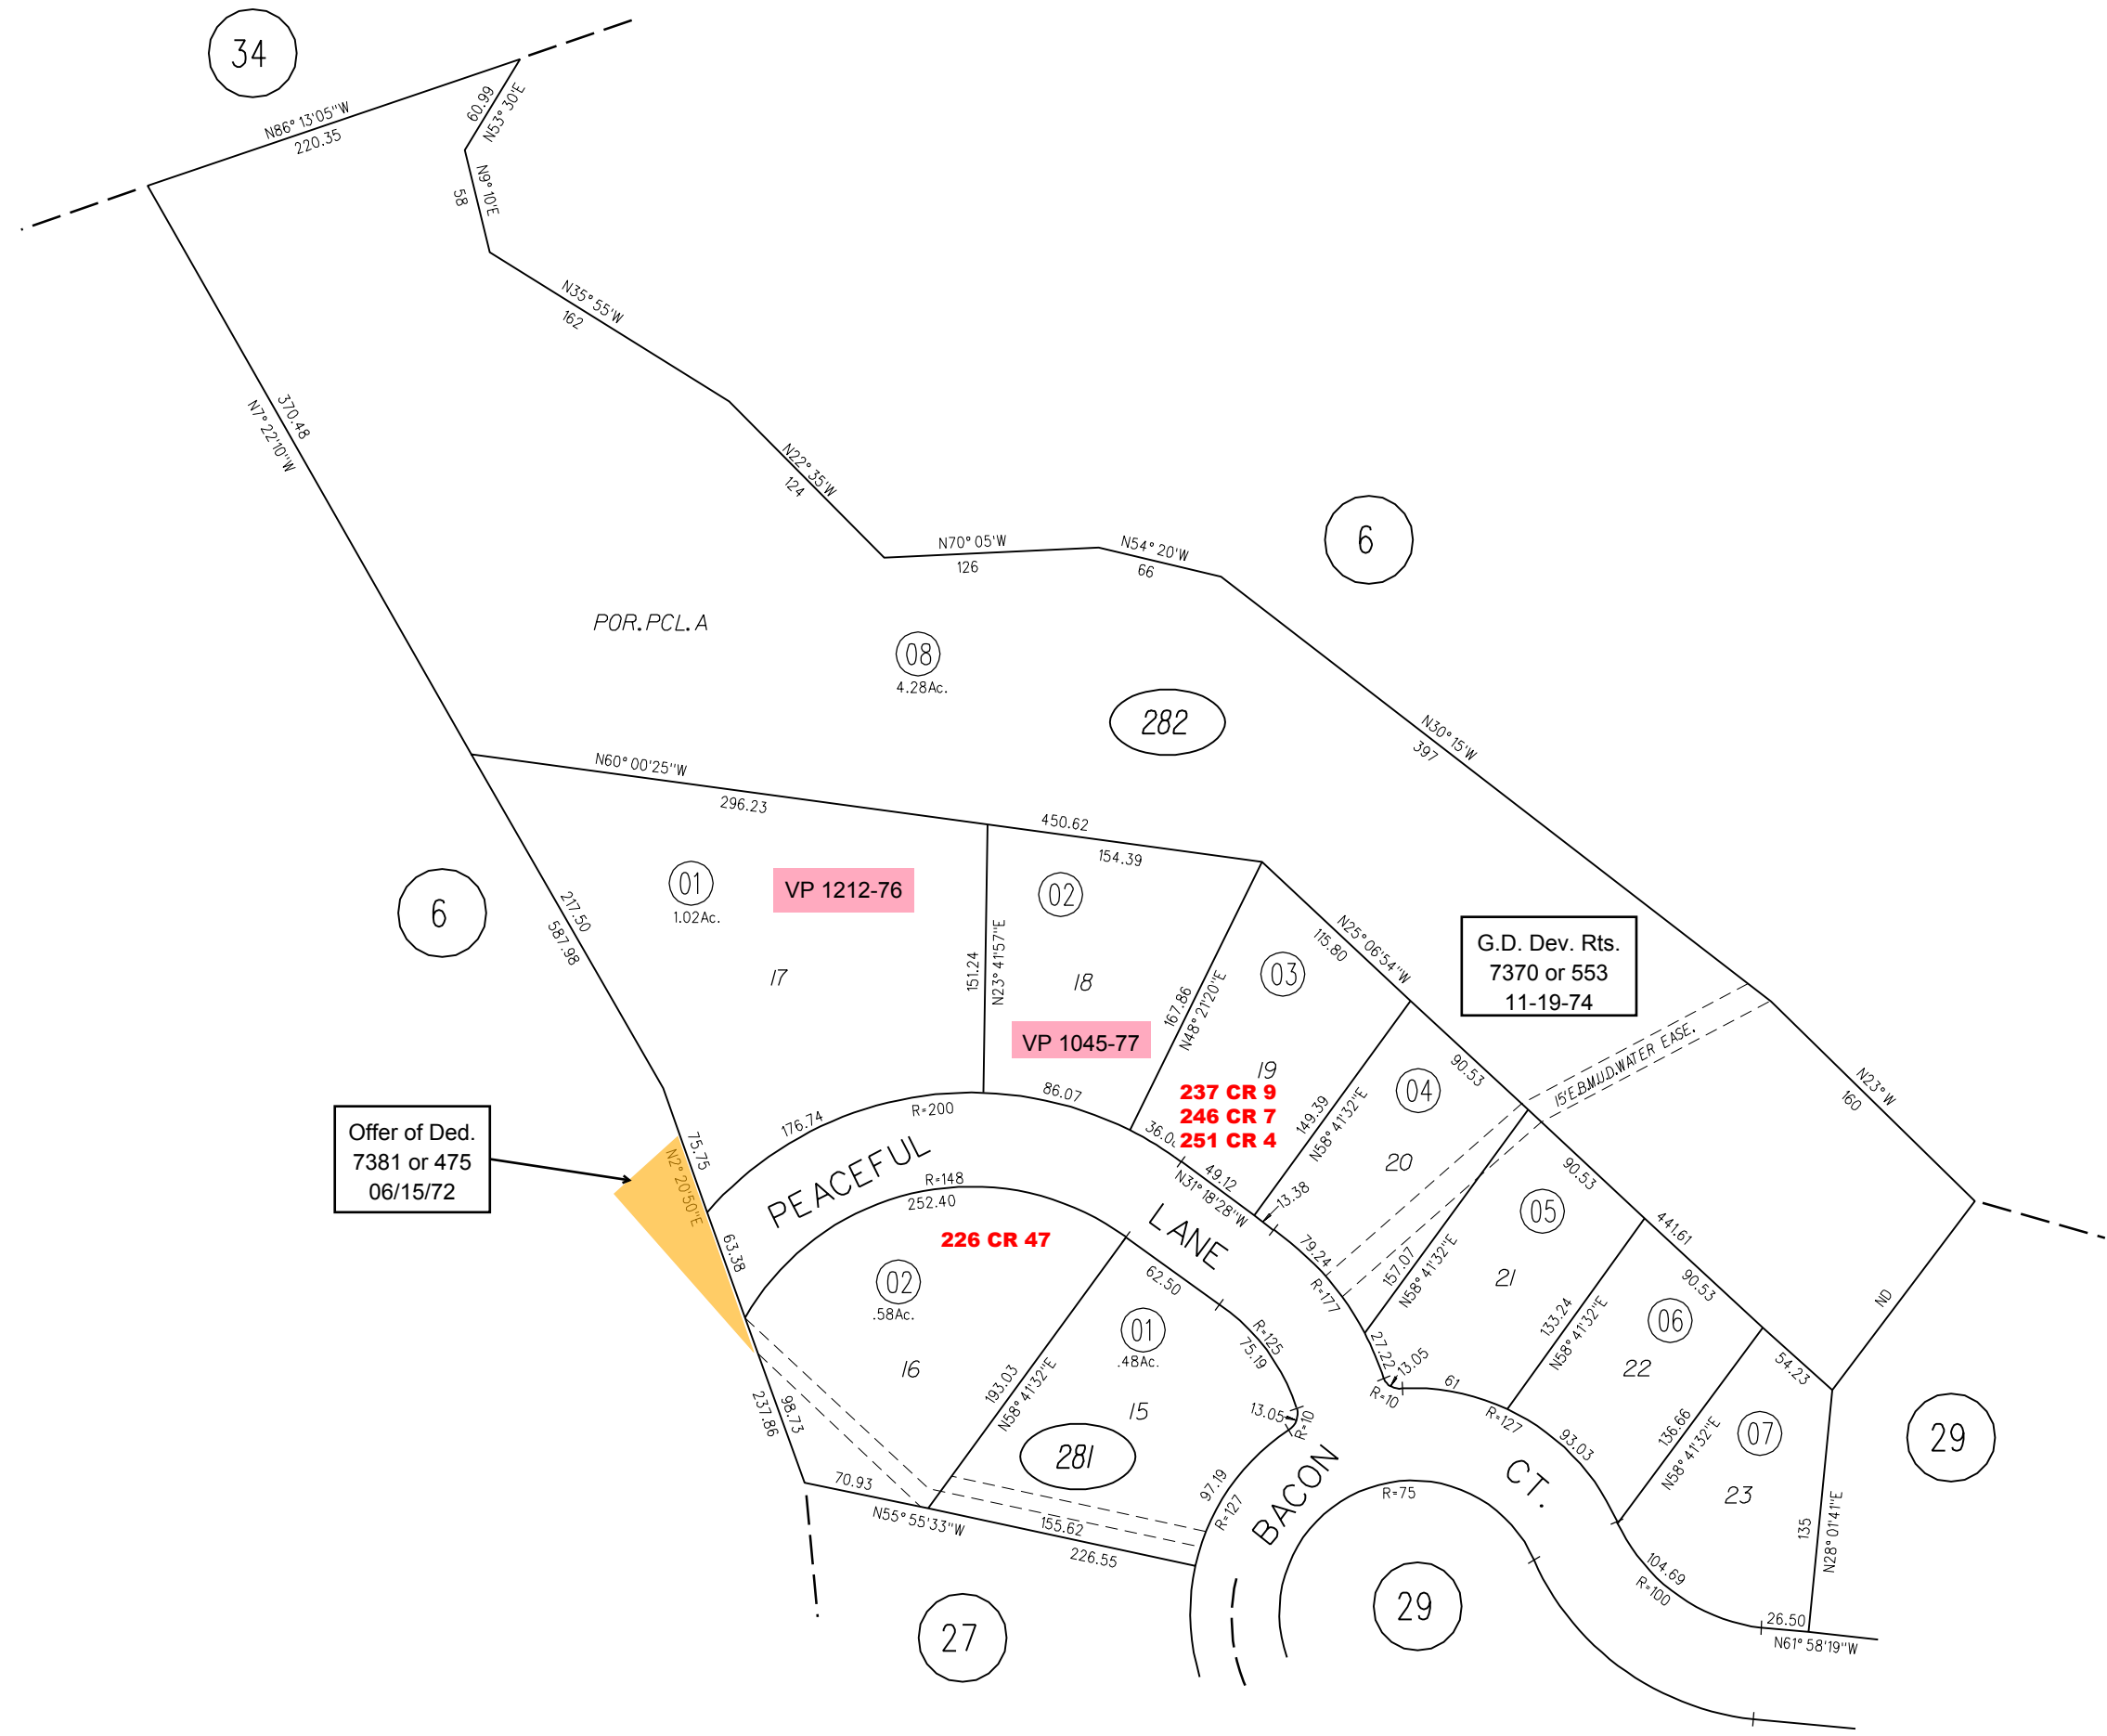 34
N86° 13'05"W
220.35
60.99
N53° 30'E
N9° 10'E
58
N35° 55'W
162
370.48
N7° 22'10"W
N22° 35'W
124
N70° 05'W
126
N54° 20'W
66
6
POR. PCL. A
08
4.28Ac.
282
N30° 15'W
397
N60° 00'25"W
296.23
450.62
154.39
01
1.02Ac.
VP 1212-76
17
6
217.50
587.98
151.24
N23° 41'57"E
02
18
VP 1045-77
167.86
N48° 21'20"E
N25° 06'54"W
115.80
03
19
237 CR 9
246 CR 7
251 CR 4
G.D. Dev. Rts.
7370 or 553
11-19-74
15' E.B.M.U.D. WATER EASE.
N23° W
160
90.53
04
20
149.39
N58° 41'32"E
Offer of Ded.
7381 or 475
06/15/72
75.75
N2° 20'50"E
63.38
176.74
R=200
86.07
36.0
49.12
N31° 18'28"W
13.38
79.24
R=177
PEACEFUL
LANE
R=148
252.40
226 CR 47
02
.58Ac.
16
62.50
01
.48Ac.
15
193.03
N58° 41'32"E
R=125
75.19
13.05
R=10
281
97.19
R=127
98.73
237.86
70.93
N55° 55'33"W
155.62
226.55
157.07
N58° 41'32"E
27.22
13.05
R=10
61
R=127
90.53
05
21
441.61
133.24
N58° 41'32"E
90.53
06
22
93.03
136.66
N58° 41'32"E
54.23
ND
07
23
29
135
N28° 01'41"E
104.69
R=100
26.50
N61° 58'19"W
BACON
CT.
R=75
29
27